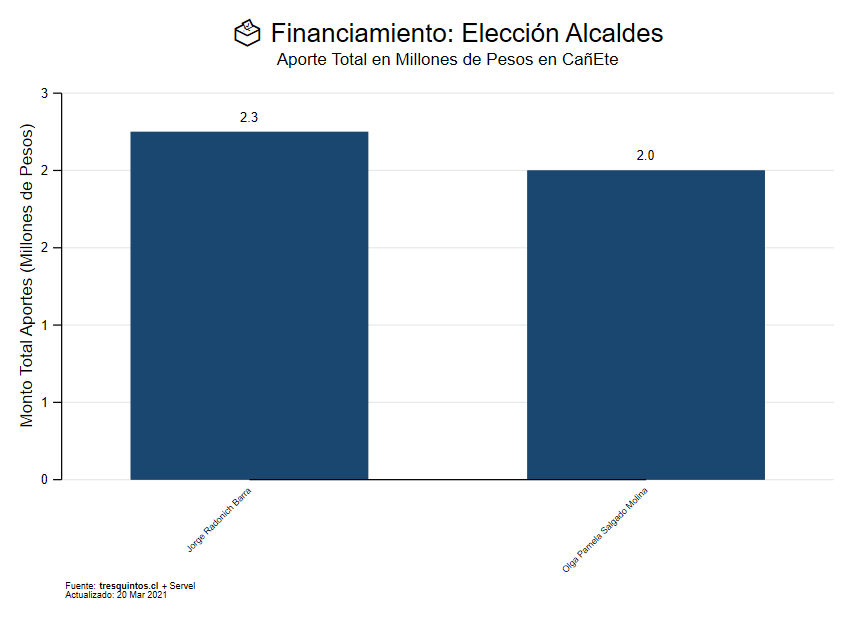 🗳 Financiamiento: Elección Alcaldes
Aporte Total en Millones de Pesos en CañEte
Monto Total Aportes (Millones de Pesos)
3
2
2
1
1
0
2.3
2.0
Jorge Radonich Barra
Olga Pamela Salgado Molina
Fuente: tresquintos.cl + Servel
Actualizado: 20 Mar 2021